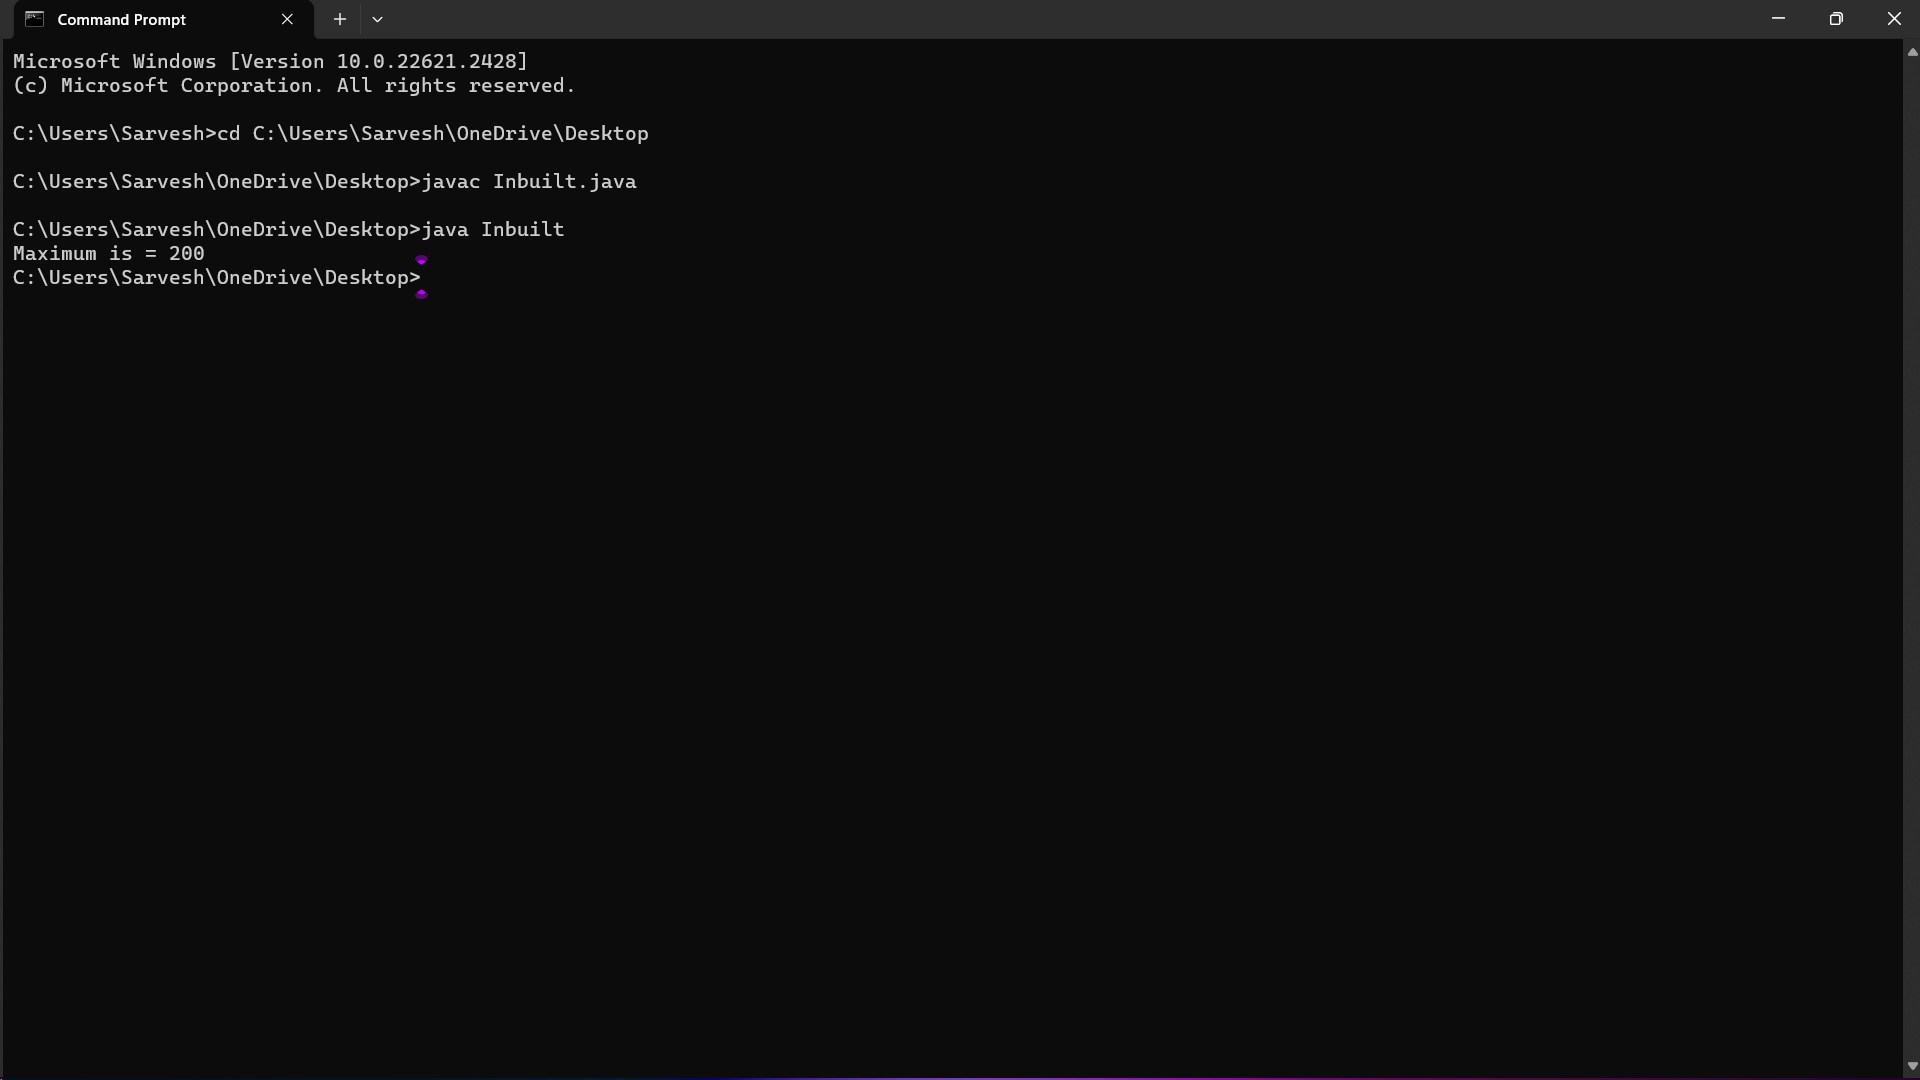 Command Prompt
Microsoft Windows [Version 10.0.22621.2428]
(c) Microsoft Corporation. All rights reserved.
C:\Users\Sarvesh>cd C:\Users\Sarvesh\OneDrive\Desktop
C:\Users\Sarvesh\OneDrive\Desktop>javac Inbuilt.java
C:\Users\Sarvesh\OneDrive\Desktop>java Inbuilt
Maximum is = 200
C:\Users\Sarvesh\OneDrive\Desktop>